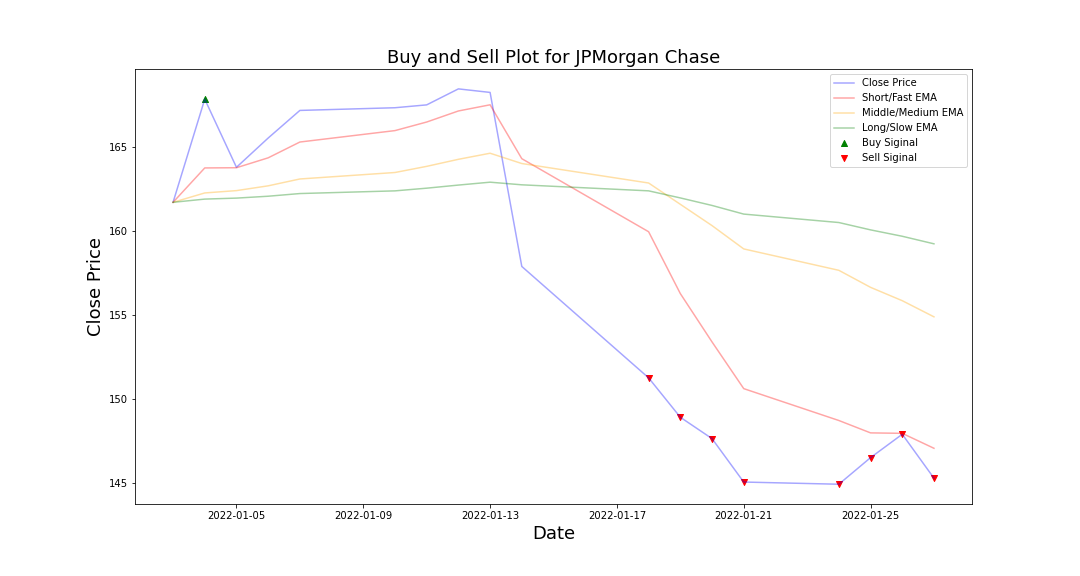 Buy and Sell Plot for JPMorgan Chase
Close Price
Short/Fast EMA
Middle/Medium EMA
Long/Slow EMA
Buy Siginal
Sell Siginal
165
160
155
150
145
Close Price
2022-01-05
2022-01-09
2022-01-13
2022-01-17
2022-01-21
2022-01-25
Date